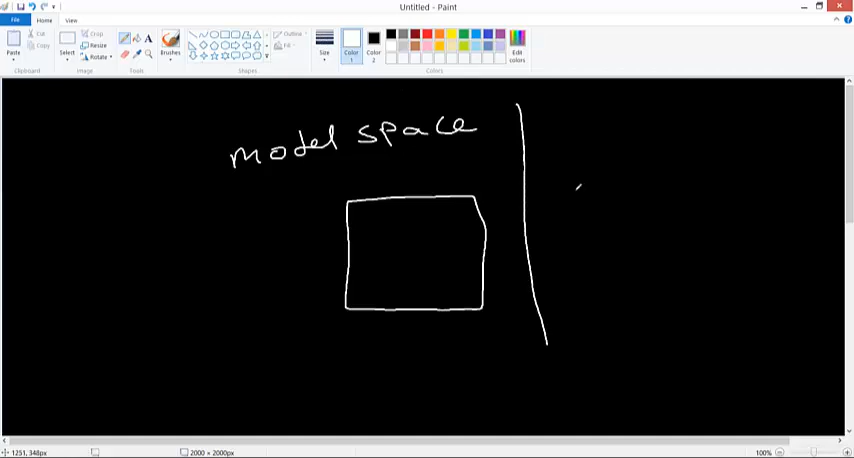 Untitled - Paint
File Home View
Paste
Cut
Copy
Clipboard
Select
Crop
Resize
Rotate
Image
Tools
Brushes
Outline
Fill
Shapes
Size
Color 1
Color 2
Edit colors
Colors
model space
1251, 348px
2000 × 2000px
100%